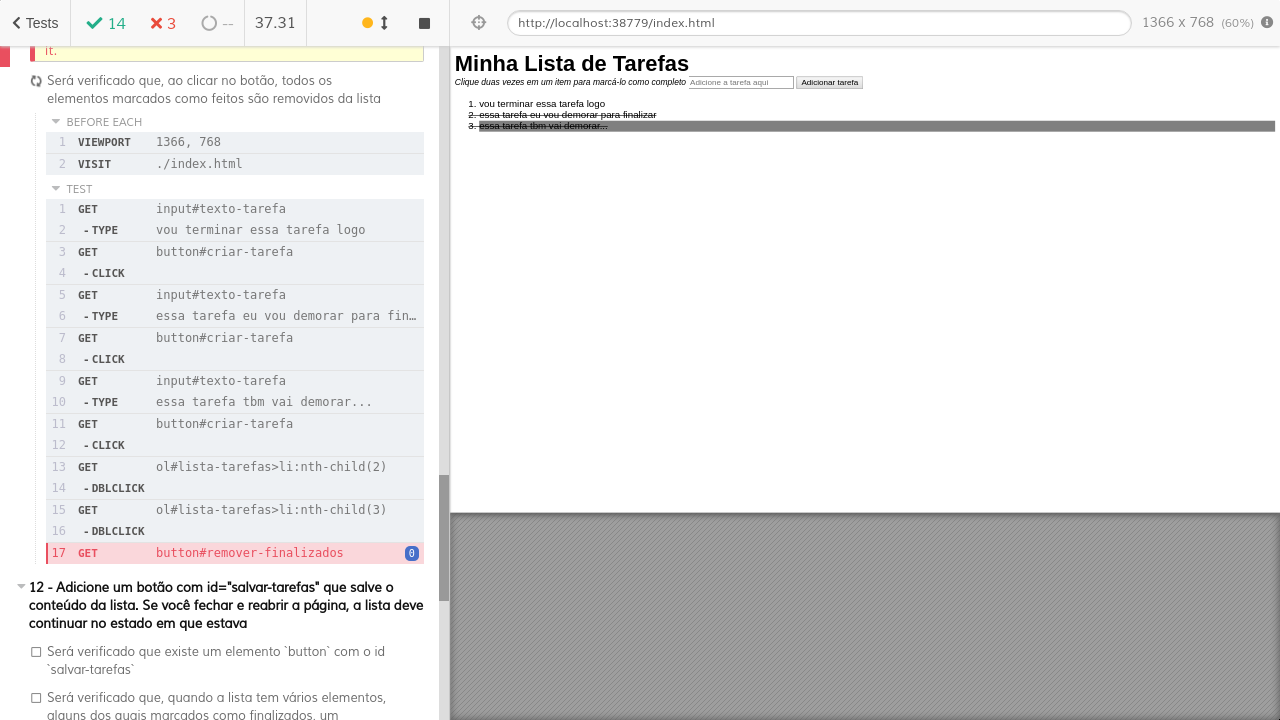 Tests
14
3
--
37.31
http://localhost:38779/index.html
1366 x 768 (60%)
it.
Será verificado que, ao clicar no botão, todos os
elementos marcados como feitos são removidos da lista
BEFORE EACH
1 VIEWPORT 1366, 768
2 VISIT ./index.html
TEST
1 GET input#texto-tarefa
2 -TYPE vou terminar essa tarefa logo
3 GET button#criar-tarefa
4 -CLICK
5 GET input#texto-tarefa
6 -TYPE essa tarefa eu vou demorar para fin…
7 GET button#criar-tarefa
8 -CLICK
9 GET input#texto-tarefa
10 -TYPE essa tarefa tbm vai demorar...
11 GET button#criar-tarefa
12 -CLICK
13 GET ol#lista-tarefas>li:nth-child(2)
14 -DBLCLICK
15 GET ol#lista-tarefas>li:nth-child(3)
16 -DBLCLICK
17 GET button#remover-finalizados 0
12 - Adicione um botão com id="salvar-tarefas" que salve o
conteúdo da lista. Se você fechar e reabrir a página, a lista deve
continuar no estado em que estava
Será verificado que existe um elemento `button` com o id
`salvar-tarefas`
Será verificado que, quando a lista tem vários elementos,
alguns dos quais marcados como finalizados, um
Minha Lista de Tarefas
Clique duas vezes em um item para marcá-lo como completo Adicione a tarefa aqui Adicionar tarefa
1. vou terminar essa tarefa logo
2. essa tarefa eu vou demorar para finalizar
3. essa tarefa tbm vai demorar...